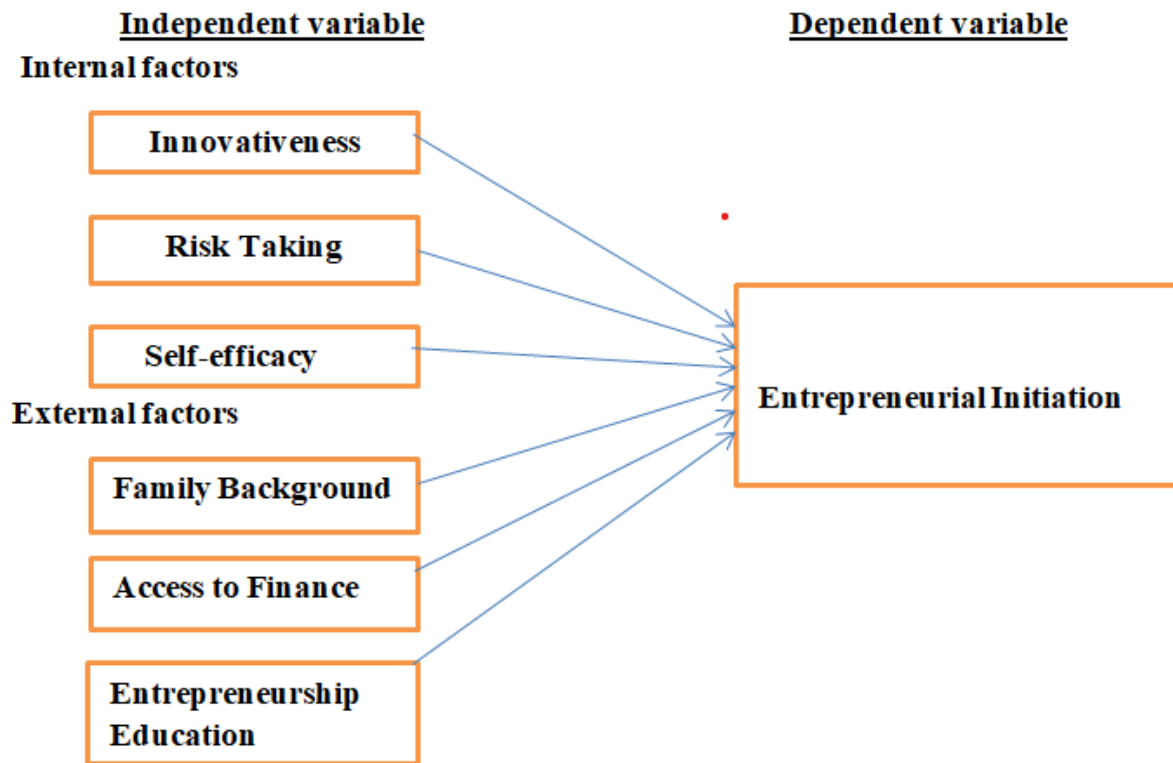 Independent variable
Dependent variable
Internal factors
Innovativeness
Risk Taking
Self-efficacy
External factors
Entrepreneurial Initiation
Family Background
Access to Finance
Entrepreneurship
Education